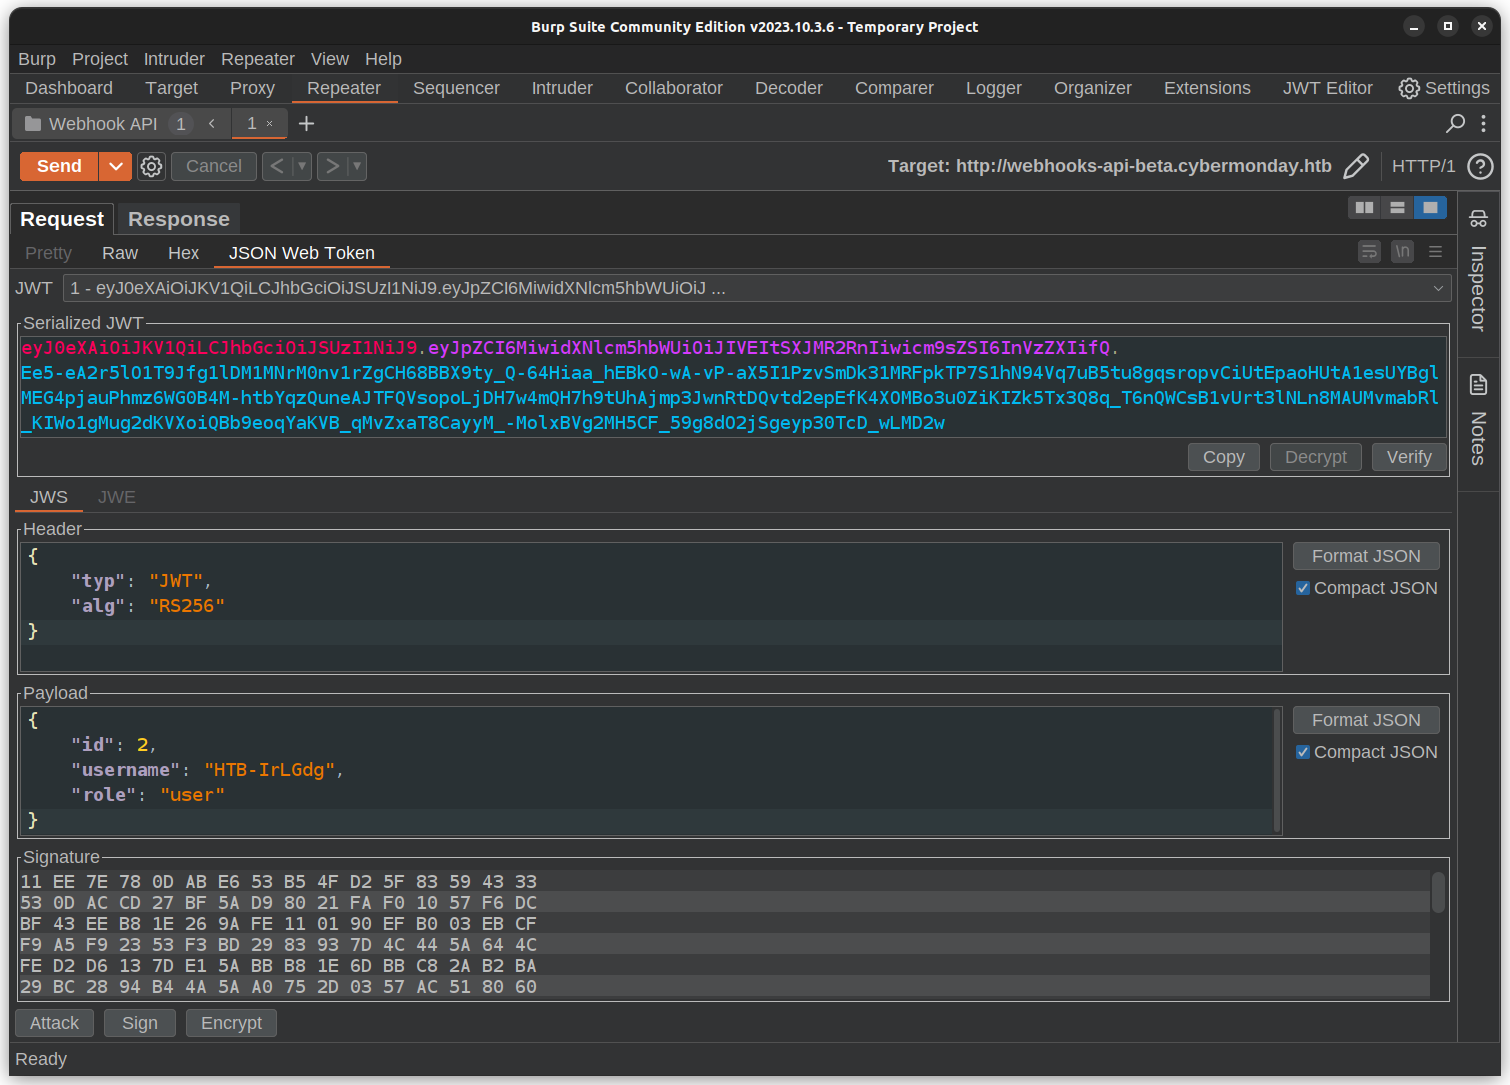 Burp Suite Community Edition v2023.10.3.6 - Temporary Project
Burp Project Intruder Repeater View Help
Dashboard Target Proxy Repeater Sequencer Intruder Collaborator Decoder Comparer Logger Organizer Extensions JWT Editor Settings
Webhook API 1 < 1 × +
Send Cancel < > Target: http://webhooks-api-beta.cybermonday.htb HTTP/1 ?
Request Response
Pretty Raw Hex JSON Web Token \n
JWT 1 - eyJ0eXAiOiJKV1QiLCJhbGciOiJSUzI1NiJ9.eyJpZCI6MiwidXNlcm5hbWUiOiJ ...
Serialized JWT
eyJ0eXAiOiJKV1QiLCJhbGciOiJSUzI1NiJ9.eyJpZCI6MiwidXNlcm5hbWUiOiJIVEItSXJMR2RnIiwicm9sZSI6InVzZXIifQ.
Ee5-eA2r5lO1T9Jfg1lDM1MNrM0nv1rZgCH68BBX9ty_Q-64Hiaa_hEBkO-wA-vP-aX5I1PzvSmDk31MRFpkTP7S1hN94Vq7uB5tu8gqsropvCiUtEpaoHUtA1esUYBgl
MEG4pjauPhmz6WG0B4M-htbYqzQuneAJTFQVsopoLjDH7w4mQH7h9tUhAjmp3JwnRtDQvtd2epEfK4XOMBo3u0ZiKIZk5Tx3Q8q_T6nQWCsB1vUrt3lNLn8MAUMvmabRl
_KIWo1gMug2dKVXoiQBb9eoqYaKVB_qMvZxaT8CayyM_-MolxBVg2MH5CF_59g8dO2jSgeyp30TcD_wLMD2w
Copy Decrypt Verify
JWS JWE
Header
{
"typ": "JWT",
"alg": "RS256"
}
Format JSON
Compact JSON
Payload
{
"id": 2,
"username": "HTB-IrLGdg",
"role": "user"
}
Format JSON
Compact JSON
Signature
11 EE 7E 78 0D AB E6 53 B5 4F D2 5F 83 59 43 33
53 0D AC CD 27 BF 5A D9 80 21 FA F0 10 57 F6 DC
BF 43 EE B8 1E 26 9A FE 11 01 90 EF B0 03 EB CF
F9 A5 F9 23 53 F3 BD 29 83 93 7D 4C 44 5A 64 4C
FE D2 D6 13 7D E1 5A BB B8 1E 6D BB C8 2A B2 BA
29 BC 28 94 B4 4A 5A A0 75 2D 03 57 AC 51 80 60
Attack Sign Encrypt
Ready
Inspector
Notes